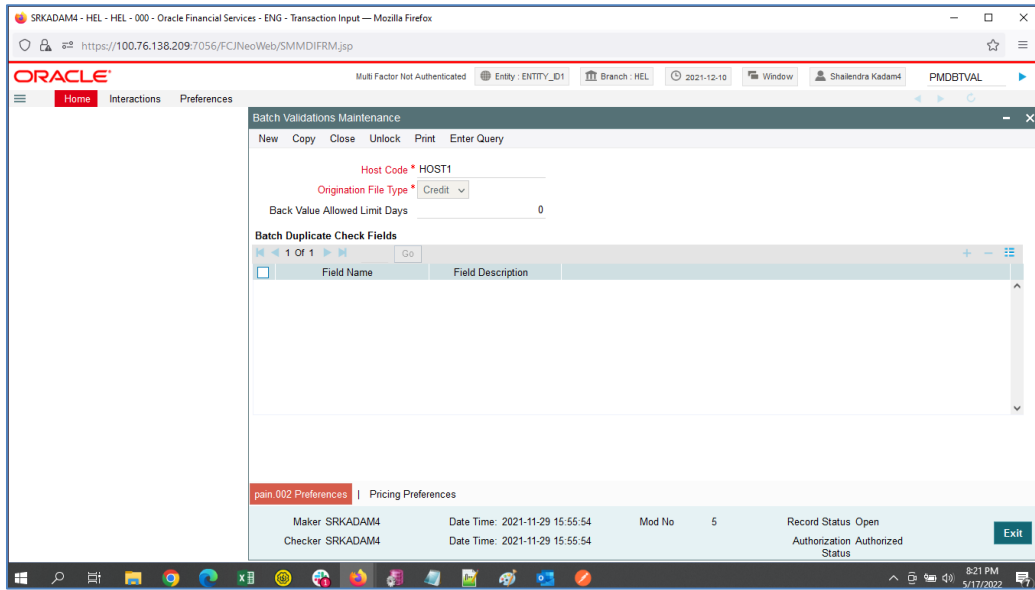 SRKADAM4 - HEL - HEL - 000 - Oracle Financial Services - ENG - Transaction Input — Mozilla Firefox
https://100.76.138.209:7056/FCJNeoWeb/SMMDIFRM.jsp
ORACLE Multi Factor Not Authenticated Entity : ENTITY_ID1 Branch : HEL 2021-12-10 Window Shailendra Kadam4 PMDBTVAL
Home Interactions Preferences
Batch Validations Maintenance
New Copy Close Unlock Print Enter Query
Host Code * HOST1
Origination File Type * Credit
Back Value Allowed Limit Days 0
Batch Duplicate Check Fields
1 Of 1 Go
Field Name Field Description
pain.002 Preferences | Pricing Preferences
Maker SRKADAM4 Date Time: 2021-11-29 15:55:54 Mod No 5 Record Status Open
Checker SRKADAM4 Date Time: 2021-11-29 15:55:54 Authorization Authorized
Status
Exit
8:21 PM
5/17/2022